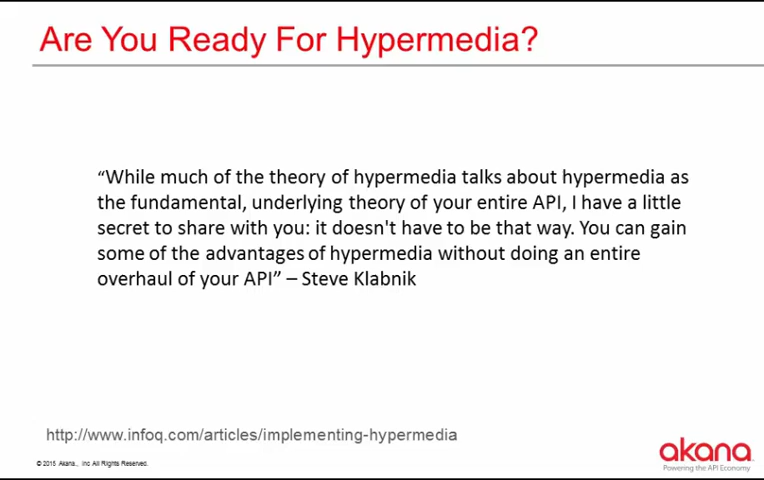 Are You Ready For Hypermedia?
“While much of the theory of hypermedia talks about hypermedia as
the fundamental, underlying theory of your entire API, I have a little
secret to share with you: it doesn't have to be that way. You can gain
some of the advantages of hypermedia without doing an entire
overhaul of your API” – Steve Klabnik
http://www.infoq.com/articles/implementing-hypermedia
© 2015 Akana., Inc All Rights Reserved.
akana
Powering the API Economy